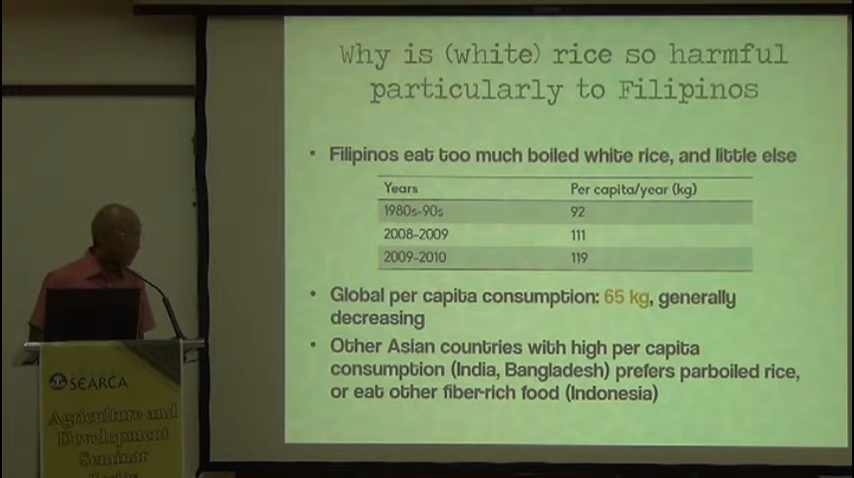 Why is (white) rice so harmful
particularly to Filipinos
• Filipinos eat too much boiled white rice, and little else
Years Per capita/year (kg)
1980s-90s 92
2008-2009 111
2009-2010 119
• Global per capita consumption: 65 kg, generally
decreasing
• Other Asian countries with high per capita
consumption (India, Bangladesh) prefers parboiled rice,
or eat other fiber-rich food (Indonesia)
SEARCA
Agriculture and
Development
Seminar
Series